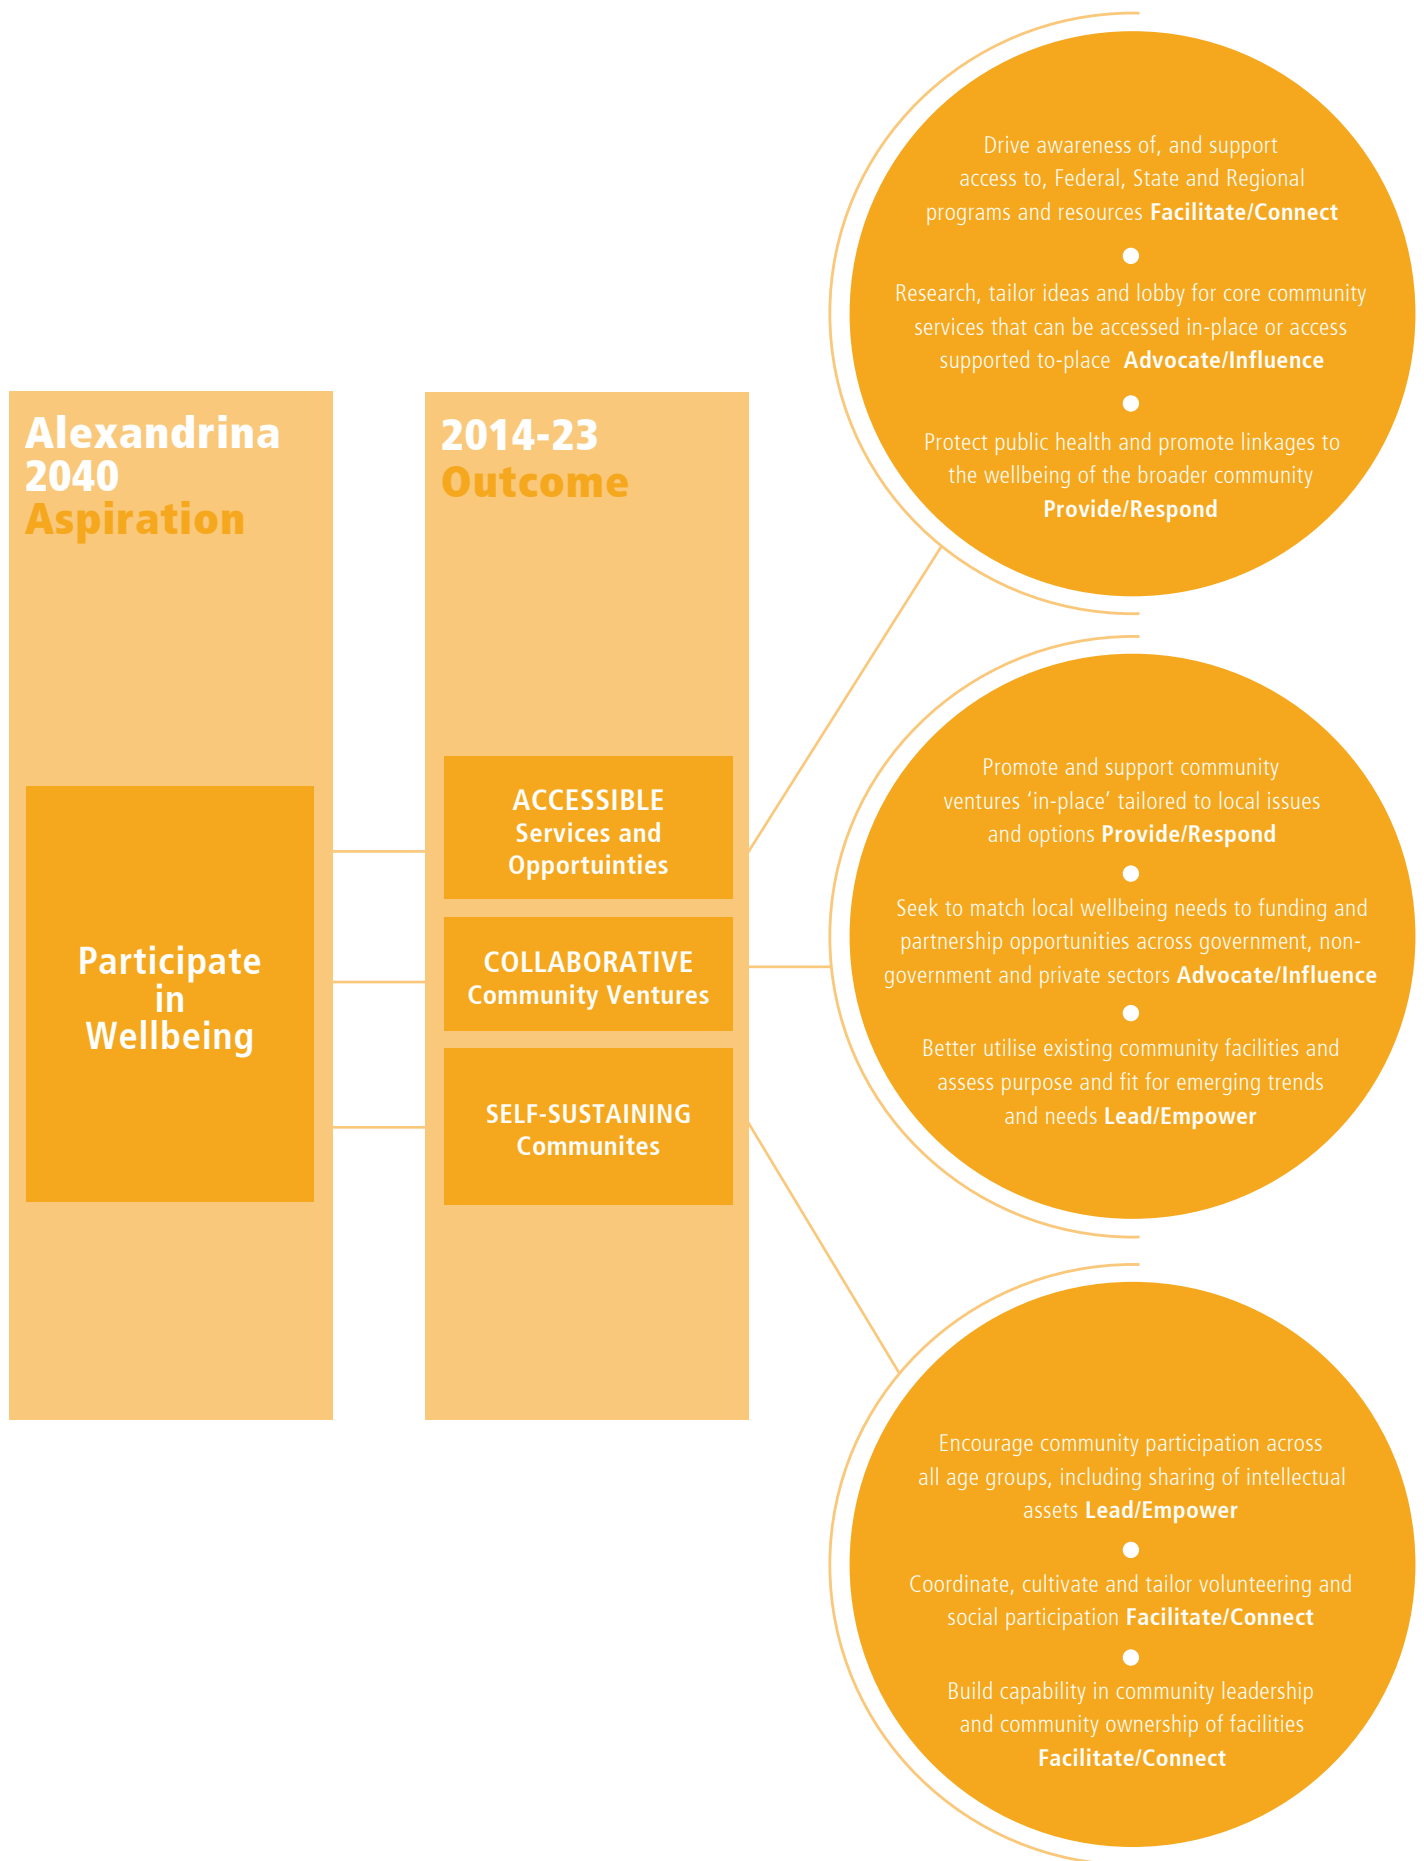 Alexandrina
2040
Aspiration
Participate
in
Wellbeing
2014-23
Outcome
ACCESSIBLE
Services and
Opportuinties
COLLABORATIVE
Community Ventures
SELF-SUSTAINING
Communites
Drive awareness of, and support
access to, Federal, State and Regional
programs and resources Facilitate/Connect
Research, tailor ideas and lobby for core community
services that can be accessed in-place or access
supported to-place Advocate/Influence
Protect public health and promote linkages to
the wellbeing of the broader community
Provide/Respond
Promote and support community
ventures ‘in-place’ tailored to local issues
and options Provide/Respond
Seek to match local wellbeing needs to funding and
partnership opportunities across government, non-
government and private sectors Advocate/Influence
Better utilise existing community facilities and
assess purpose and fit for emerging trends
and needs Lead/Empower
Encourage community participation across
all age groups, including sharing of intellectual
assets Lead/Empower
Coordinate, cultivate and tailor volunteering and
social participation Facilitate/Connect
Build capability in community leadership
and community ownership of facilities
Facilitate/Connect